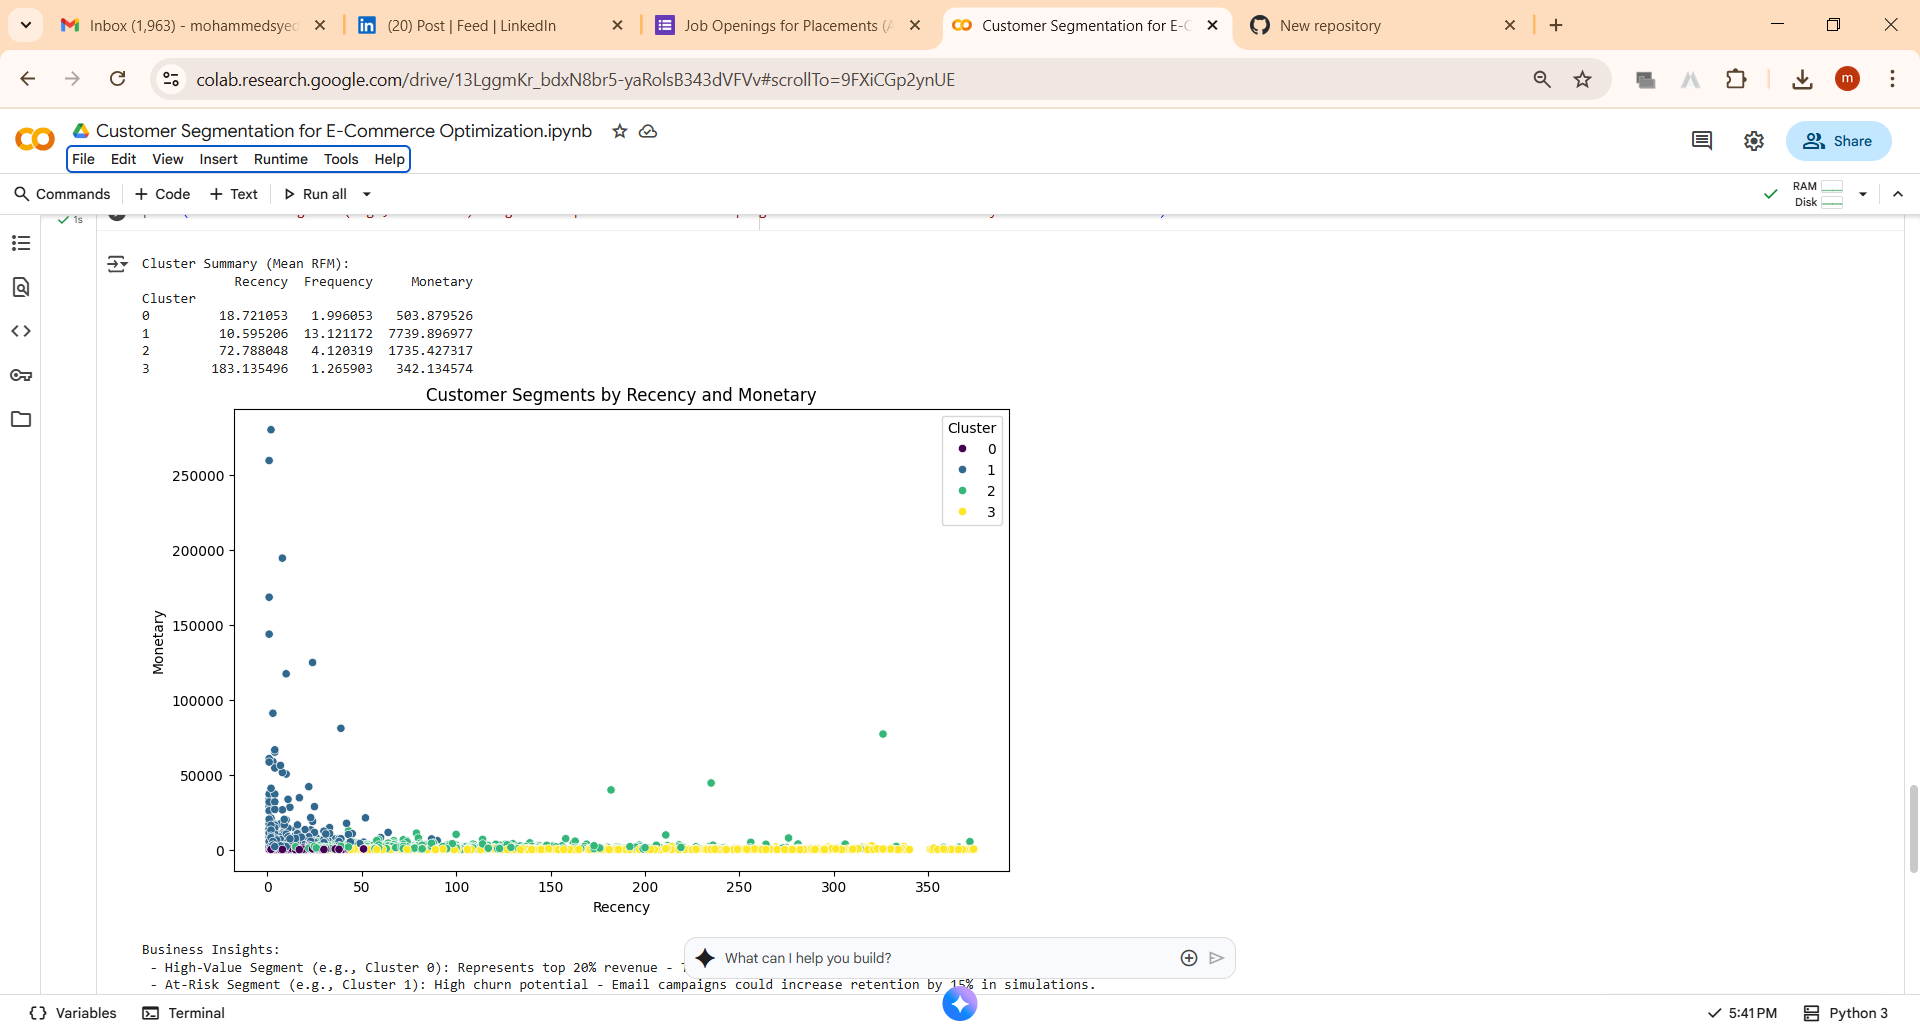 Inbox (1,963) - mohammedsyed
(20) Post | Feed | LinkedIn
Job Openings for Placements (A
Customer Segmentation for E-C
New repository
colab.research.google.com/drive/13LggmKr_bdxN8br5-yaRolsB343dVFVv#scrollTo=9FXiCGp2ynUE
m
Customer Segmentation for E-Commerce Optimization.ipynb
File Edit View Insert Runtime Tools Help
Share
Commands + Code + Text Run all
RAM
Disk
1s
Cluster Summary (Mean RFM):
Recency Frequency Monetary
Cluster
0 18.721053 1.996053 503.879526
1 10.595206 13.121172 7739.896977
2 72.788048 4.120319 1735.427317
3 183.135496 1.265903 342.134574
Customer Segments by Recency and Monetary
Cluster
0
1
2
3
250000
200000
150000
100000
50000
0
Monetary
0 50 100 150 200 250 300 350
Recency
Business Insights:
- High-Value Segment (e.g., Cluster 0): Represents top 20% revenue -
- At-Risk Segment (e.g., Cluster 1): High churn potential - Email campaigns could increase retention by 15% in simulations.
What can I help you build?
Variables Terminal
5:41 PM Python 3